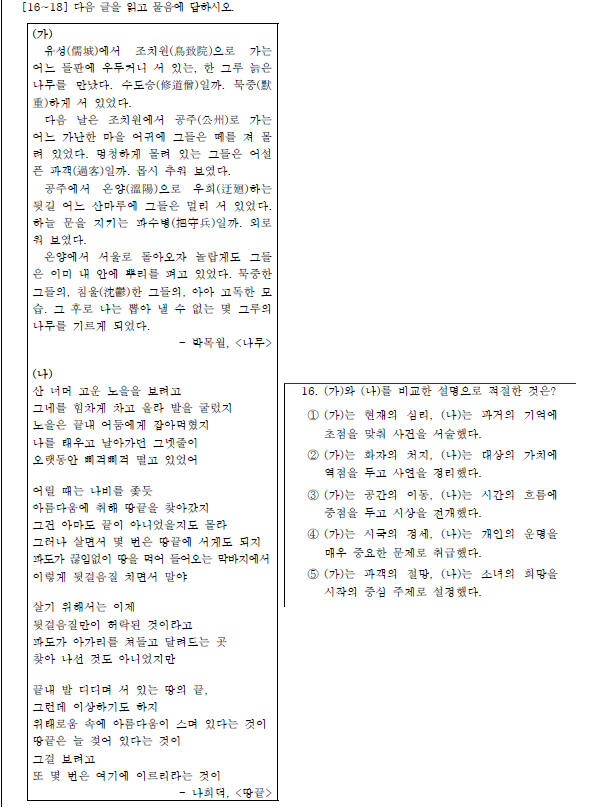 [16~18] 다음 글을 읽고 물음에 답하시오.
(가)
유성(儒城)에서 조치원(鳥致院)으로 가는
어느 들판에 우두커니 서 있는, 한 그루 늙은
나무를 만났다. 수도승(修道僧)일까. 묵중(默
重)하게 서 있었다.
다음 날은 조치원에서 공주(公州)로 가는
어느 가난한 마을 어귀에 그들은 떼를 져 몰
려 있었다. 멍청하게 몰려 있는 그들은 어설
픈 과객(過客)일까. 몹시 추워 보였다.
공주에서 온양(溫陽)으로 우회(迂廻)하는
뒷길 어느 산마루에 그들은 멀리 서 있었다.
하늘 문을 지키는 파수병(把守兵)일까. 외로
워 보였다.
온양에서 서울로 돌아오자 놀랍게도 그들
은 이미 내 안에 뿌리를 펴고 있었다. 묵중한
그들의, 침울(沈鬱)한 그들의, 아아 고독한 모
습. 그 후로 나는 뽑아 낼 수 없는 몇 그루의
나무를 기르게 되었다.
- 박목월, <나무>
(나)
산 너머 고운 노을을 보려고
그네를 힘차게 차고 올라 발을 굴렀지
노을은 끝내 어둠에게 잡아먹혔지
나를 태우고 날아가던 그넷줄이
오랫동안 삐걱삐걱 떨고 있었어
어릴 때는 나비를 좇듯
아름다움에 취해 땅끝을 찾아갔지
그건 아마도 끝이 아니었을지도 몰라
그러나 살면서 몇 번은 땅끝에 서게도 되지
파도가 끊임없이 땅을 먹어 들어오는 막바지에서
이렇게 뒷걸음질 치면서 말야
살기 위해서는 이제
뒷걸음질만이 허락된 것이라고
파도가 아가리를 쳐들고 달려드는 곳
찾아 나선 것도 아니었지만
끝내 발 디디며 서 있는 땅의 끝,
그런데 이상하기도 하지
위태로움 속에 아름다움이 스며 있다는 것이
땅끝은 늘 젖어 있다는 것이
그걸 보려고
또 몇 번은 여기에 이르리라는 것이
- 나희덕, <땅끝>
16. (가)와 (나)를 비교한 설명으로 적절한 것은?
① (가)는 현재의 심리, (나)는 과거의 기억에
초점을 맞춰 사건을 서술했다.
② (가)는 화자의 처지, (나)는 대상의 가치에
역점을 두고 사연을 정리했다.
③ (가)는 공간의 이동, (나)는 시간의 흐름에
중점을 두고 시상을 전개했다.
④ (가)는 시국의 정세, (나)는 개인의 운명을
매우 중요한 문제로 취급했다.
⑤ (가)는 과객의 절망, (나)는 소녀의 희망을
시작의 중심 주제로 설정했다.